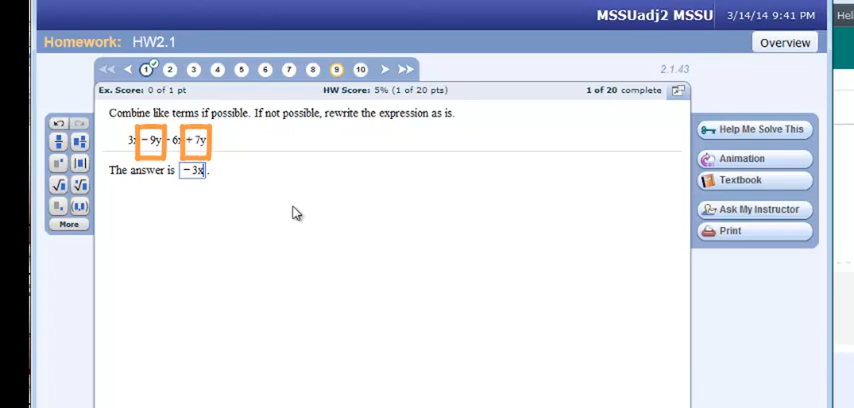 MSSUadj2 MSSU 3/14/14 9:41 PM
Hel
Homework: HW2.1
Overview
1 2 3 4 5 6 7 8 9 10
2.1.43
Ex. Score: 0 of 1 pt HW Score: 5% (1 of 20 pts) 1 of 20 complete
Combine like terms if possible. If not possible, rewrite the expression as is.
3x − 9y − 6x + 7y
The answer is − 3x.
More
Help Me Solve This
Animation
Textbook
Ask My Instructor
Print